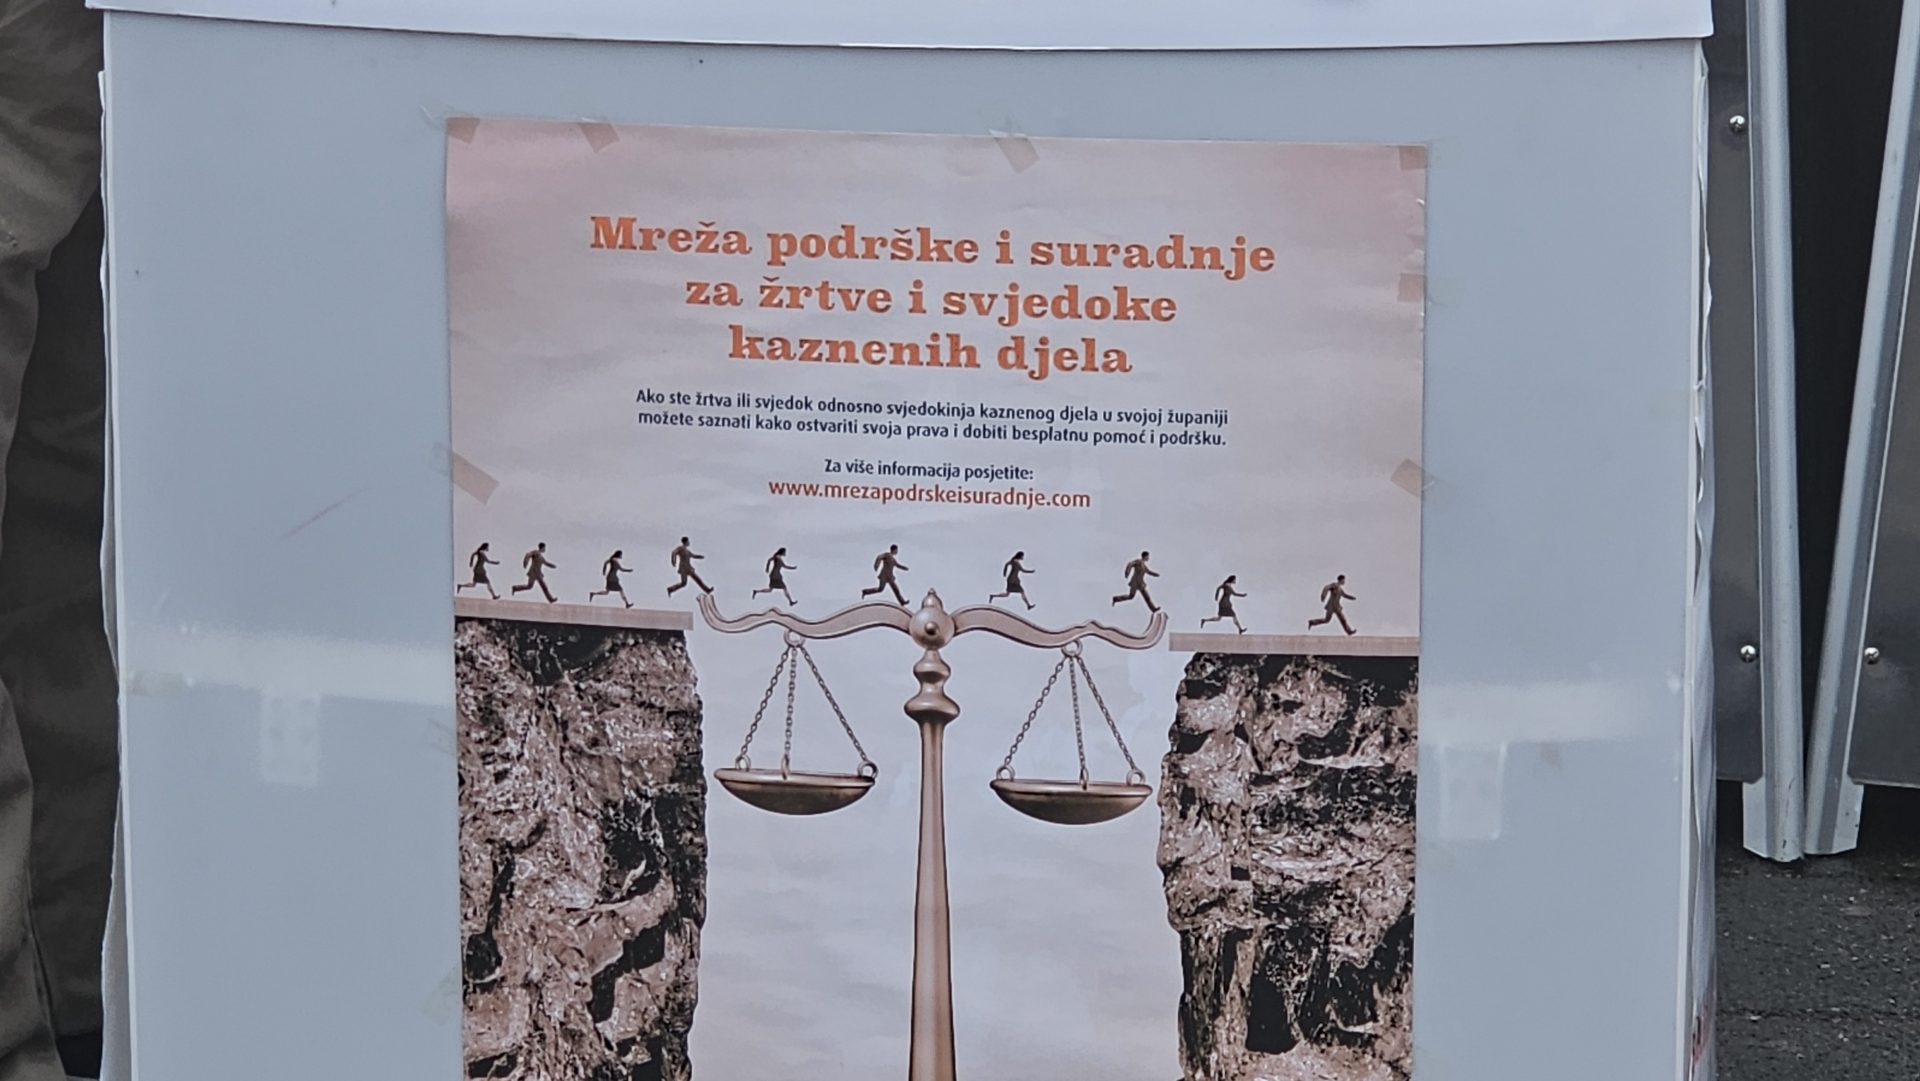 Mreža podrške i suradnje
za žrtve i svjedoke
kaznenih djela
Ako ste žrtva ili svjedok odnosno svjedokinja kaznenog djela u svojoj županiji
možete saznati kako ostvariti svoja prava i dobiti besplatnu pomoć i podršku.
Za više informacija posjetite:
www.mrezapodrskeisuradnje.com